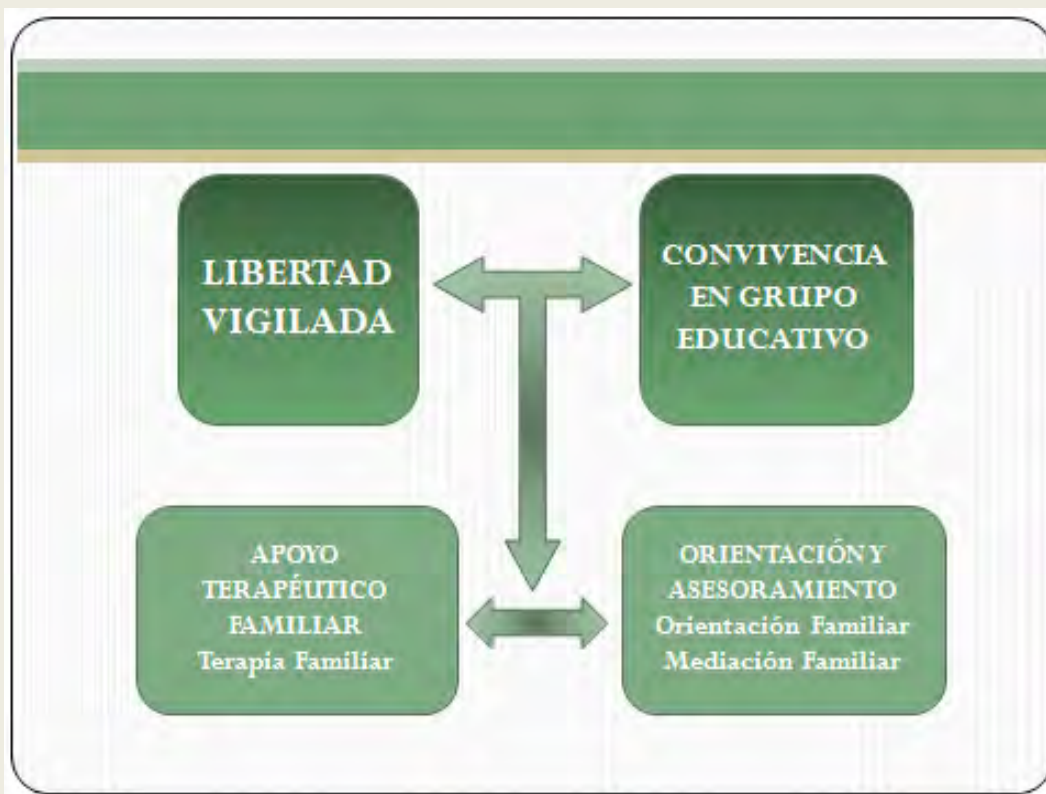 LIBERTAD
VIGILADA
CONVIVENCIA
EN GRUPO
EDUCATIVO
APOYO
TERAPÉUTICO
FAMILIAR
Terapia Familiar
ORIENTACIÓN Y
ASESORAMIENTO
Orientación Familiar
Mediación Familiar